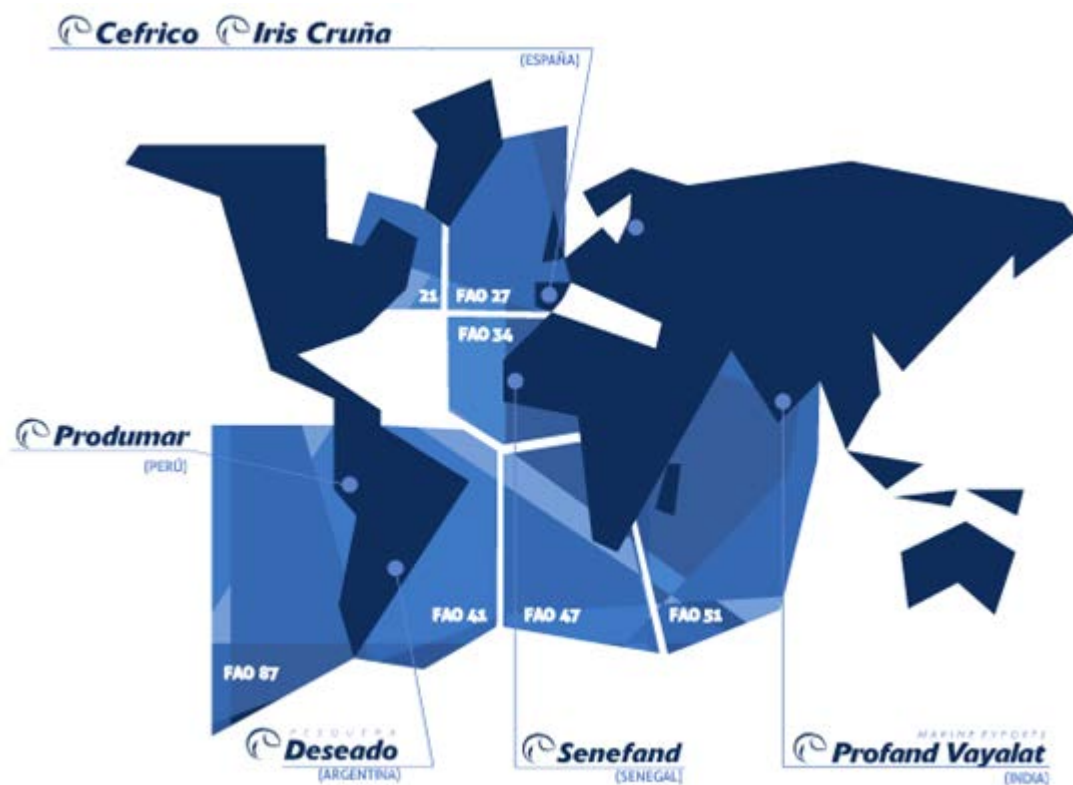 Cefrico Iris Cruña
(ESPAÑA)
21 FAO 27
FAO 34
Produmar
(PERÚ)
FAO 41 FAO 47 FAO 51
FAO 87
PESQUERA
Deseado
(ARGENTINA)
Senefand
(SENEGAL)
MARINE EXPORTS
Profand Vayalat
(INDIA)